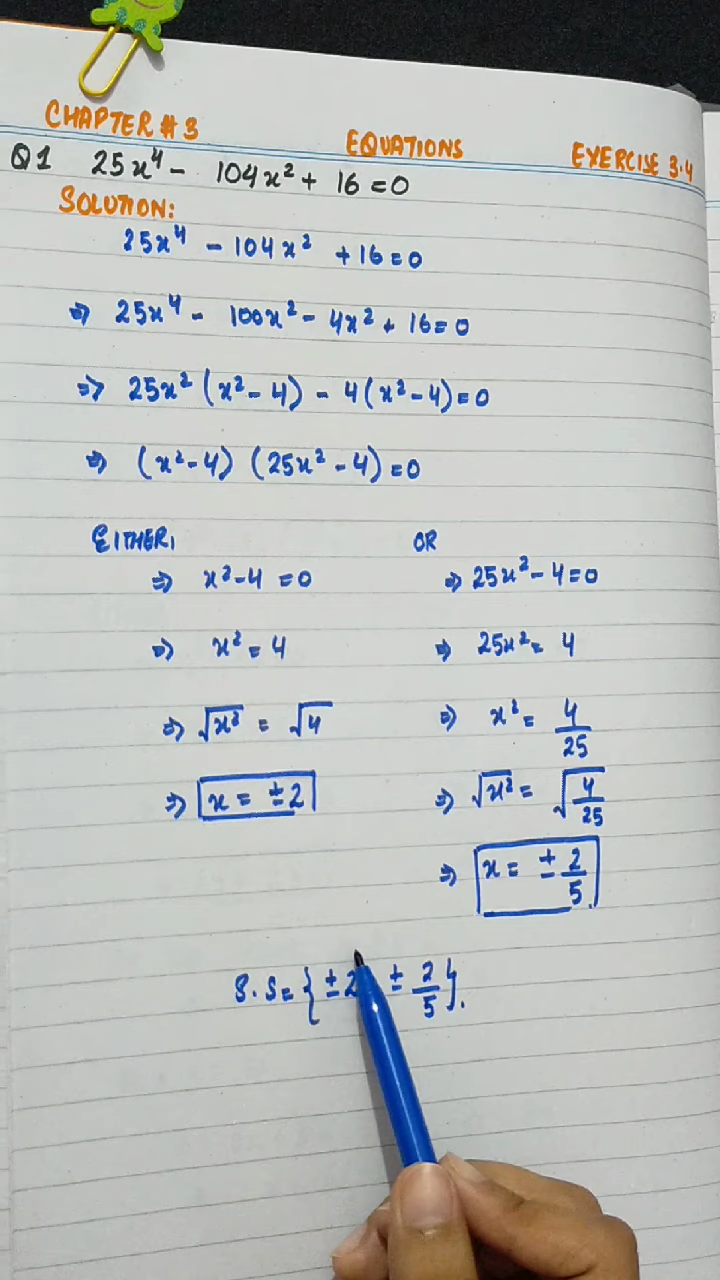 CHAPTER # 3 EQUATIONS EXERCISE 3.4
Q1 25x⁴ - 104x² + 16 = 0
SOLUTION:
25x⁴ - 104x² + 16 = 0
⇒ 25x⁴ - 100x² - 4x² + 16 = 0
⇒ 25x² (x² - 4) - 4(x² - 4) = 0
⇒ (x² - 4) (25x² - 4) = 0
EITHER, OR
⇒ x² - 4 = 0 ⇒ 25x² - 4 = 0
⇒ x² = 4 ⇒ 25x² = 4
⇒ √x² = √4 ⇒ x² = 4/25
⇒ x = ±2 ⇒ √x² = √4/25
⇒ x = ± 2/5
S.S = { ±2 ± 2/5 }.